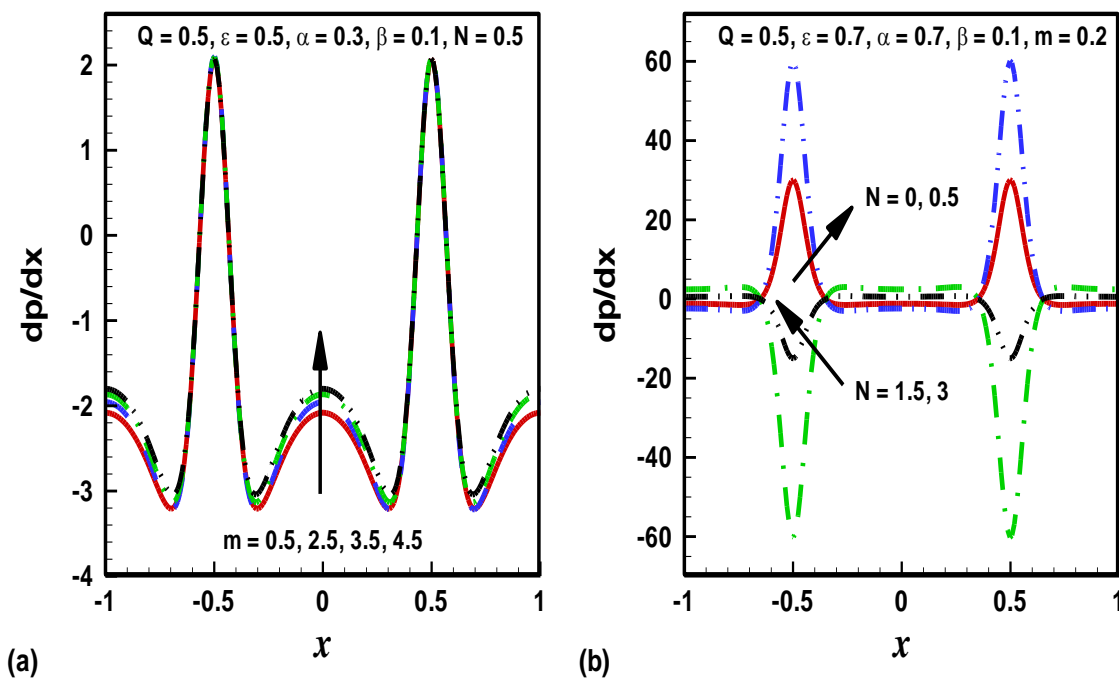 Q = 0.5, ε = 0.5, α = 0.3, β = 0.1, N = 0.5
2
1
0
-1
-2
-3
-4
dp/dx
m = 0.5, 2.5, 3.5, 4.5
-1
-0.5
0
0.5
1
x
(a)
Q = 0.5, ε = 0.7, α = 0.7, β = 0.1, m = 0.2
60
40
20
0
-20
-40
-60
dp/dx
N = 0, 0.5
N = 1.5, 3
-1
-0.5
0
0.5
1
x
(b)